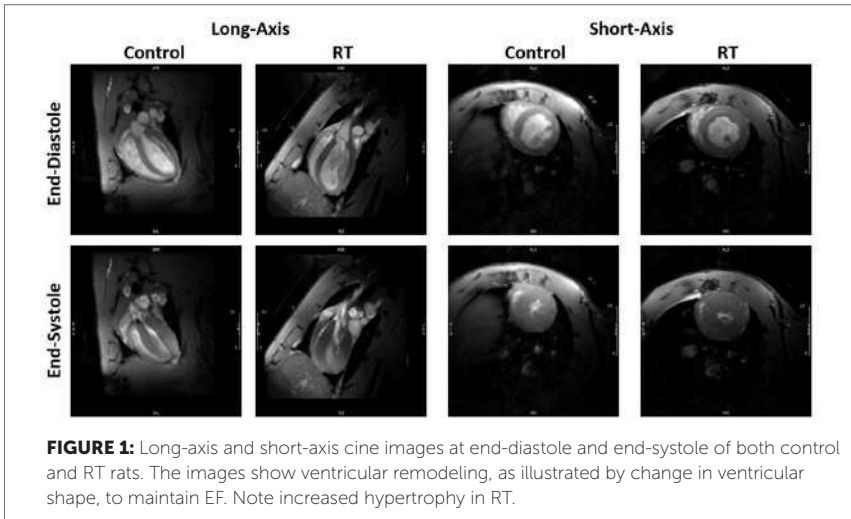 Long-Axis Short-Axis
Control RT Control RT
End-Diastole
End-Systole
FIGURE 1: Long-axis and short-axis cine images at end-diastole and end-systole of both control
and RT rats. The images show ventricular remodeling, as illustrated by change in ventricular
shape, to maintain EF. Note increased hypertrophy in RT.